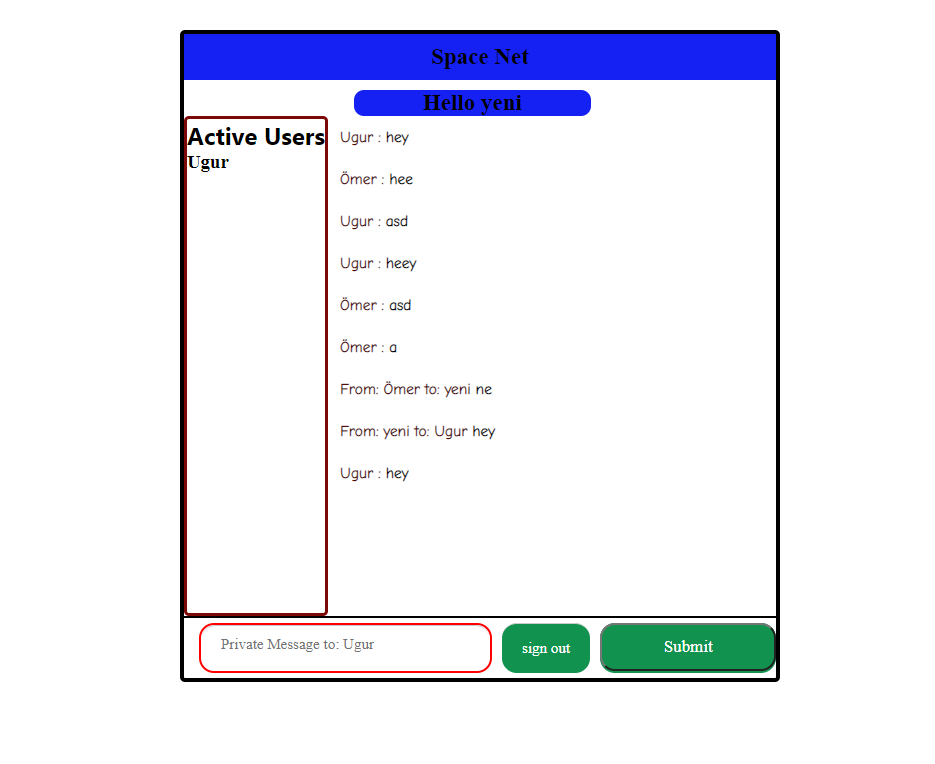 Space Net
Hello yeni
Active Users
Ugur
Ugur : hey
Ömer : hee
Ugur : asd
Ugur : heey
Ömer : asd
Ömer : a
From: Ömer to: yeni ne
From: yeni to: Ugur hey
Ugur : hey
Private Message to: Ugur
sign out
Submit